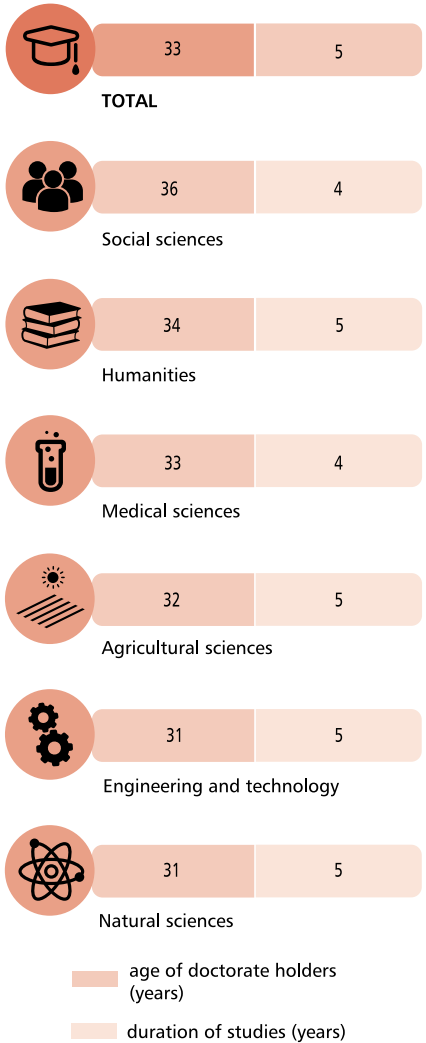 33 5
TOTAL
36 4
Social sciences
34 5
Humanities
33 4
Medical sciences
32 5
Agricultural sciences
31 5
Engineering and technology
31 5
Natural sciences
age of doctorate holders
(years)
duration of studies (years)